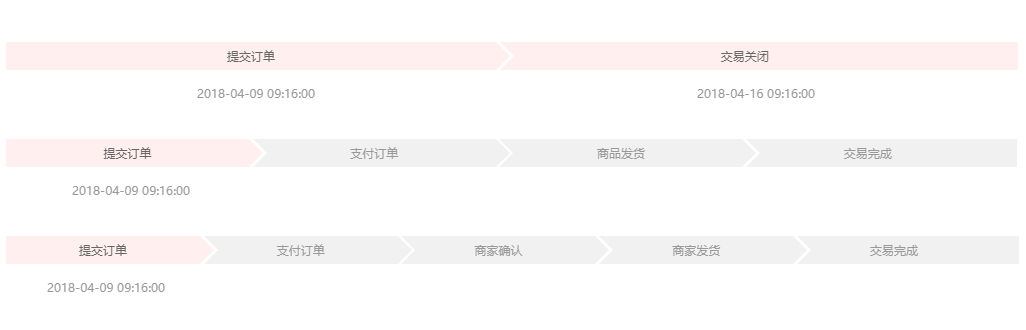 提交订单 交易关闭
2018-04-09 09:16:00 2018-04-16 09:16:00
提交订单 支付订单 商品发货 交易完成
2018-04-09 09:16:00
提交订单 支付订单 商家确认 商家发货 交易完成
2018-04-09 09:16:00